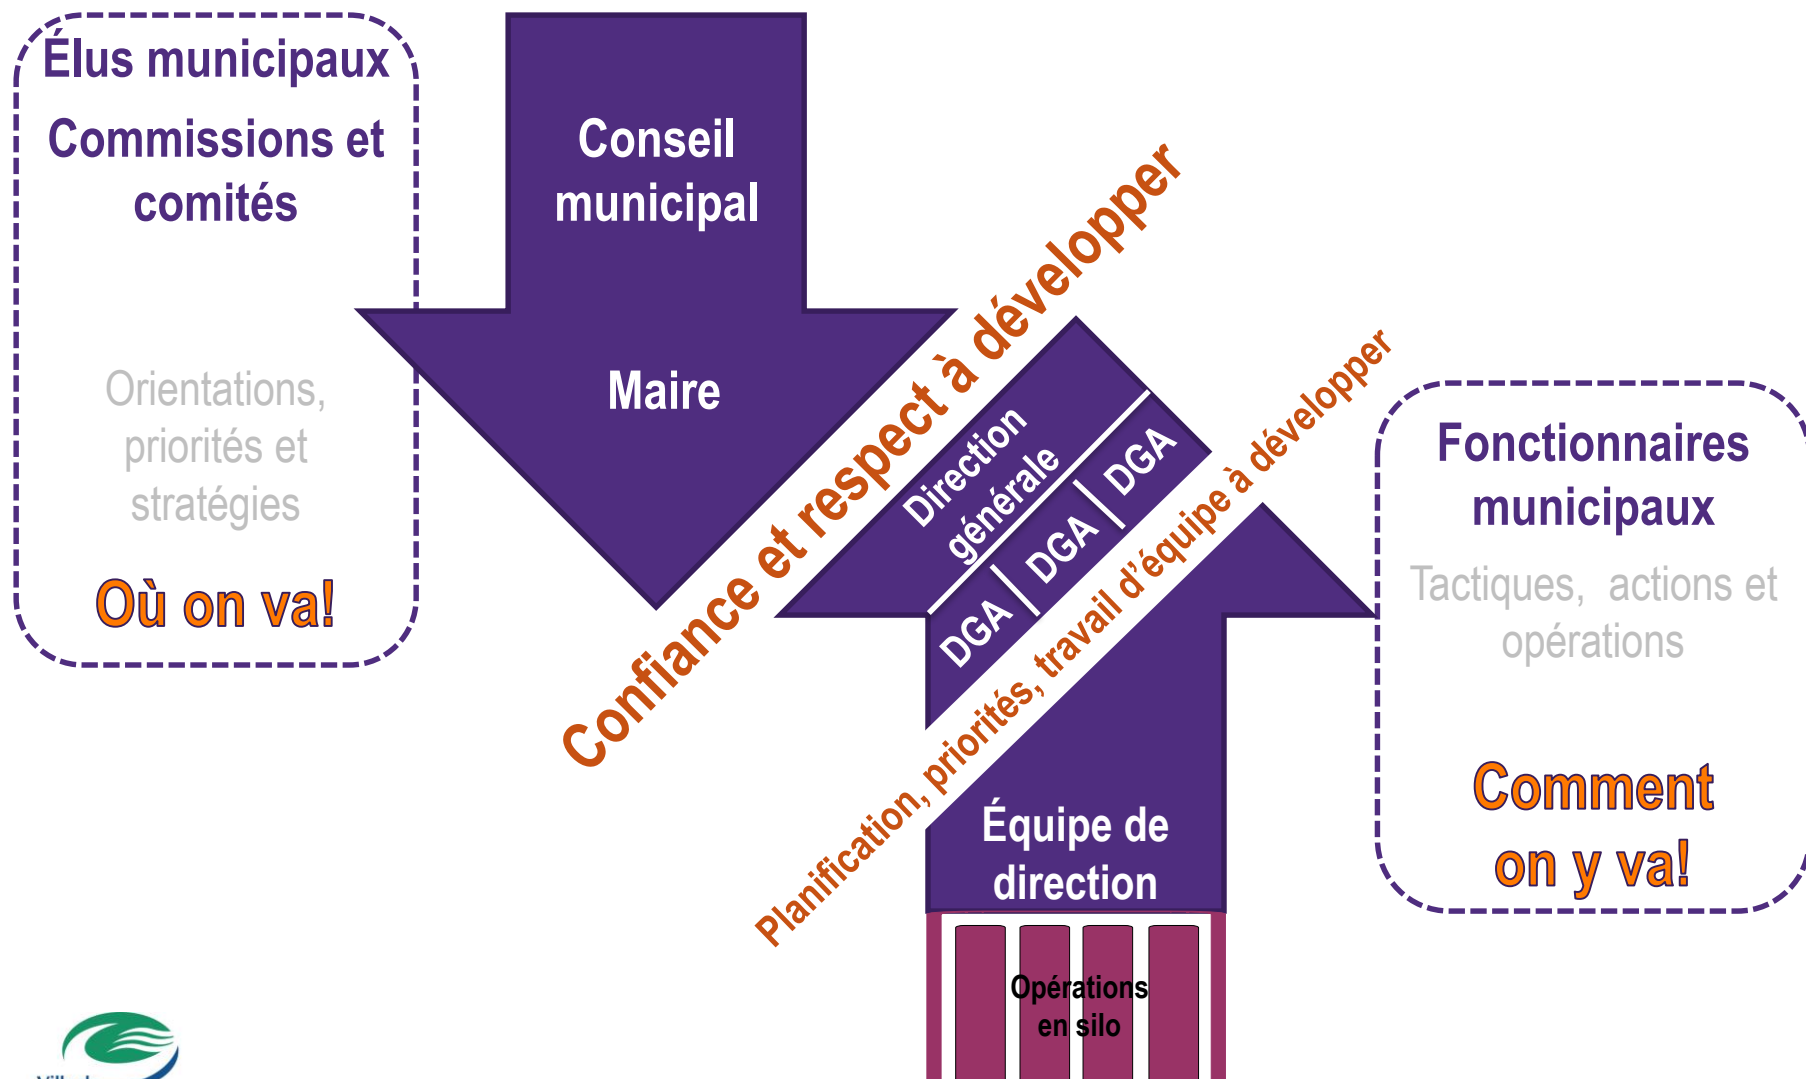 Élus municipaux
Commissions et
comités
Orientations,
priorités et
stratégies
Où on va!
Conseil
municipal
Maire
Confiance et respect à développer
Direction
générale
DGA
DGA
DGA
Planification, priorités, travail d'équipe à développer
Équipe de
direction
Opérations
en silo
Fonctionnaires
municipaux
Tactiques, actions et
opérations
Comment
on y va!